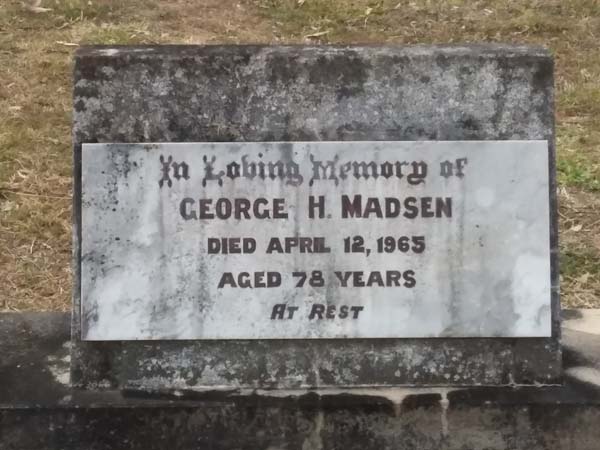 In Loving Memory of
GEORGE H. MADSEN
DIED APRIL 12, 1965
AGED 78 YEARS
AT REST